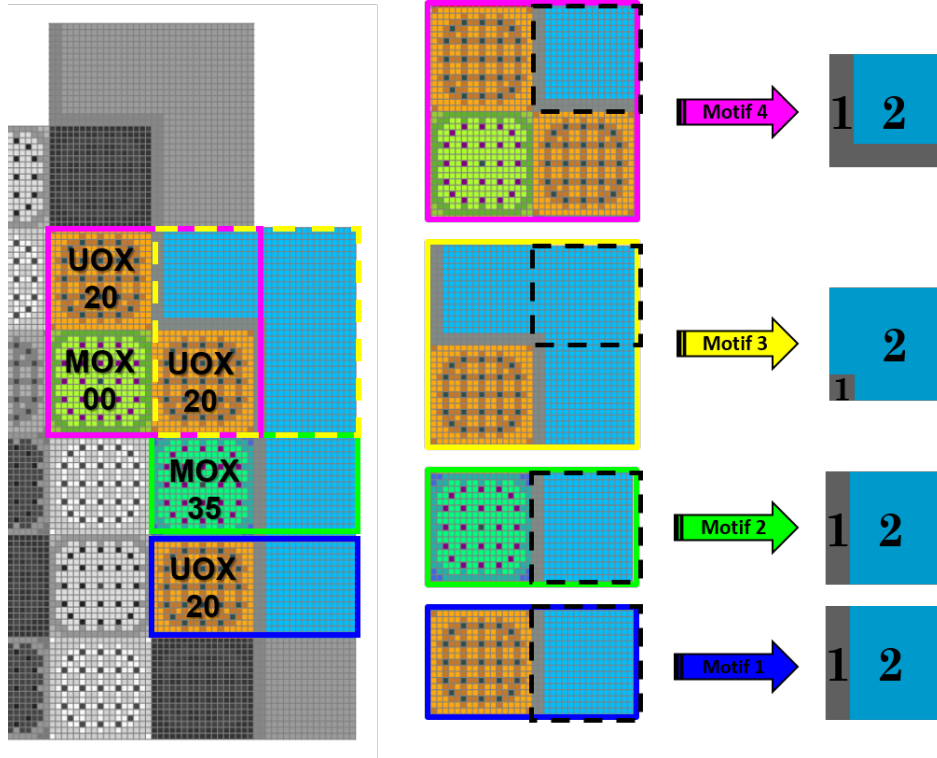 UOX
20
MOX
00
UOX
20
MOX
35
UOX
20
Motif 4
1 2
Motif 3
2
1
Motif 2
1 2
Motif 1
1 2